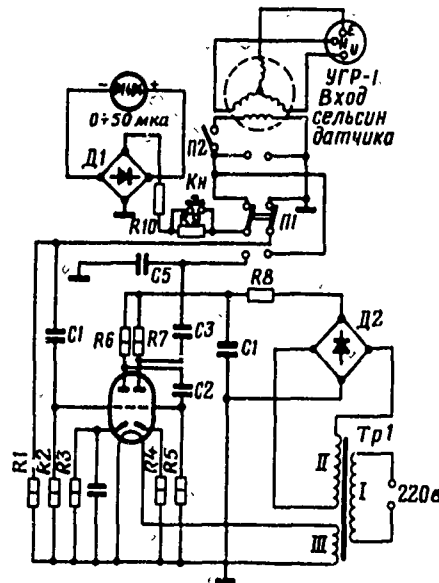 УГР-1
Вход
сельсин
датчика
- +
0÷50 мка
Д1
П2
Кн
R10
П1
C5
R8
C1
R6
R7
C3
C1
Д2
C2
R1
R2
R3
R4
R5
Тр1
II
I
220в
III